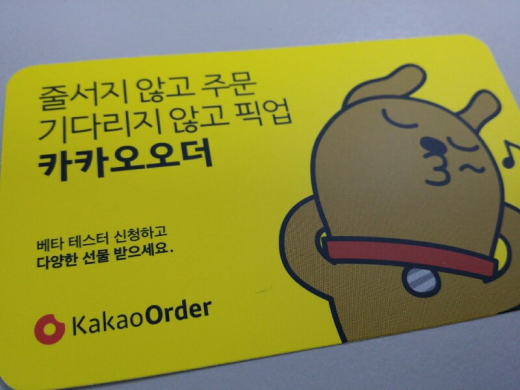 줄서지 않고 주문
기다리지 않고 픽업
카카오오더
베타 테스터 신청하고
다양한 선물 받으세요.
KakaoOrder